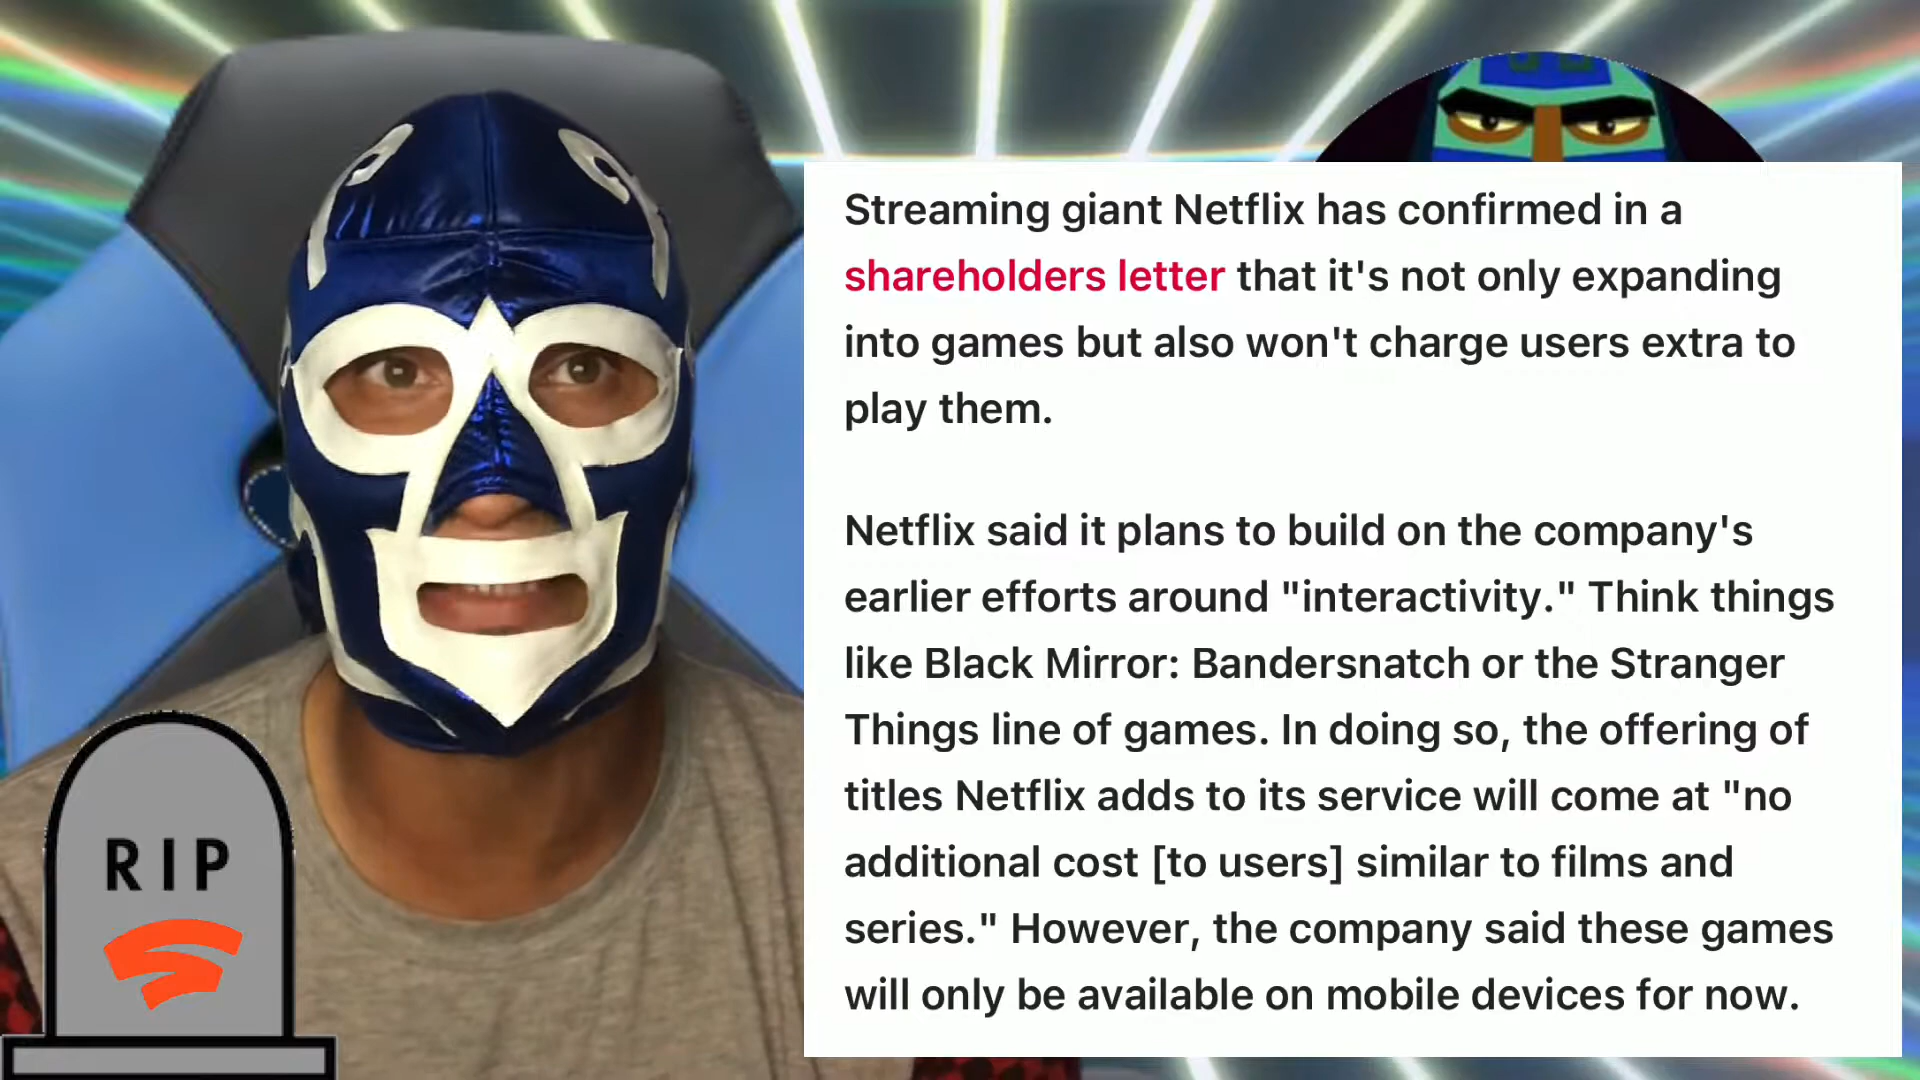 Streaming giant Netflix has confirmed in a
shareholders letter that it's not only expanding
into games but also won't charge users extra to
play them.
Netflix said it plans to build on the company's
earlier efforts around "interactivity." Think things
like Black Mirror: Bandersnatch or the Stranger
Things line of games. In doing so, the offering of
titles Netflix adds to its service will come at "no
additional cost [to users] similar to films and
series." However, the company said these games
will only be available on mobile devices for now.
RIP